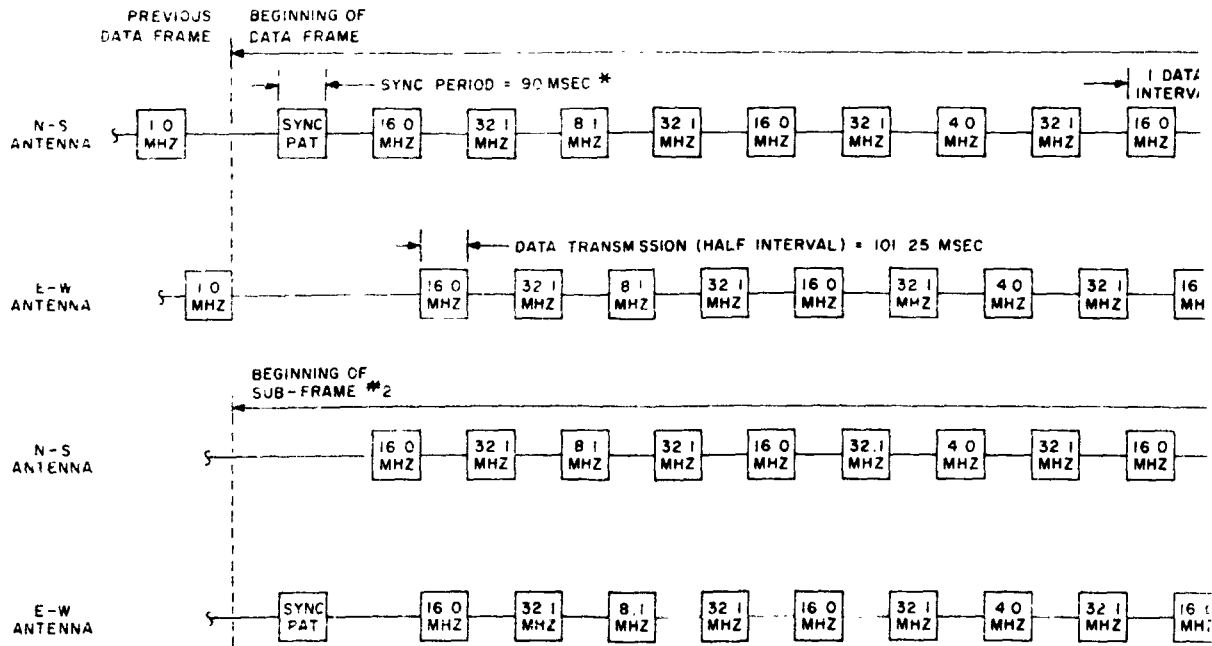 PREVIOUS DATA FRAME
BEGINNING OF DATA FRAME
SYNC PERIOD = 90 MSEC *
1 DATA
N-S ANTENNA
1 0 MHZ
SYNC PAT
16 0 MHZ
32 1 MHZ
8 1 MHZ
32 1 MHZ
16 0 MHZ
32 1 MHZ
4 0 MHZ
32 1 MHZ
16 0 MHZ
DATA TRANSMSSION (HALF INTERVAL) = 101 25 MSEC
E-W ANTENNA
1 0 MHZ
16 0 MHZ
32 1 MHZ
8 1 MHZ
32 1 MHZ
16 0 MHZ
32 1 MHZ
4 0 MHZ
32 1 MHZ
16
BEGINNING OF SUB-FRAME #2
N-S ANTENNA
16 0 MHZ
32 1 MHZ
8 1 MHZ
32 1 MHZ
16 0 MHZ
32.1 MHZ
4 0 MHZ
32 1 MHZ
16 0 MHZ
E-W ANTENNA
SYNC PAT
16 0 MHZ
32 1 MHZ
8.1 MHZ
32 1 MHZ
16 0 MHZ
32 1 MHZ
4 0 MHZ
32 1 MHZ
16